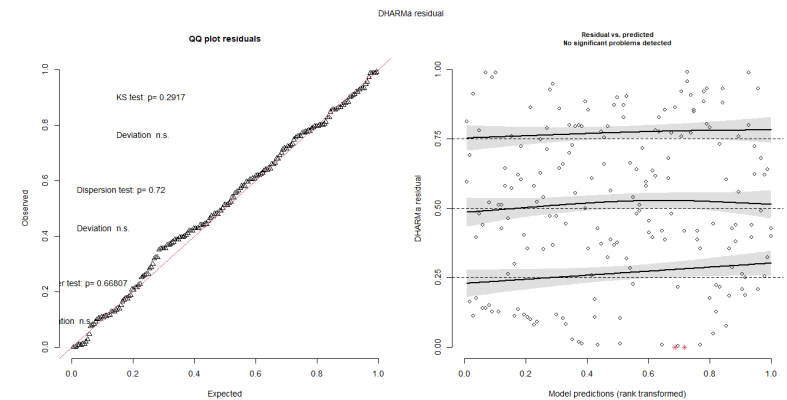 DHARMa residual
QQ plot residuals
KS test: p= 0.2917
Deviation n.s.
Dispersion test: p= 0.72
Deviation n.s.
er test: p= 0.66807
ation n.s.
Observed
0.0 0.2 0.4 0.6 0.8 1.0
0.0 0.2 0.4 0.6 0.8 1.0
Expected
Residual vs. predicted
No significant problems detected
DHARMa residual
0.00 0.25 0.50 0.75 1.00
0.0 0.2 0.4 0.6 0.8 1.0
Model predictions (rank transformed)